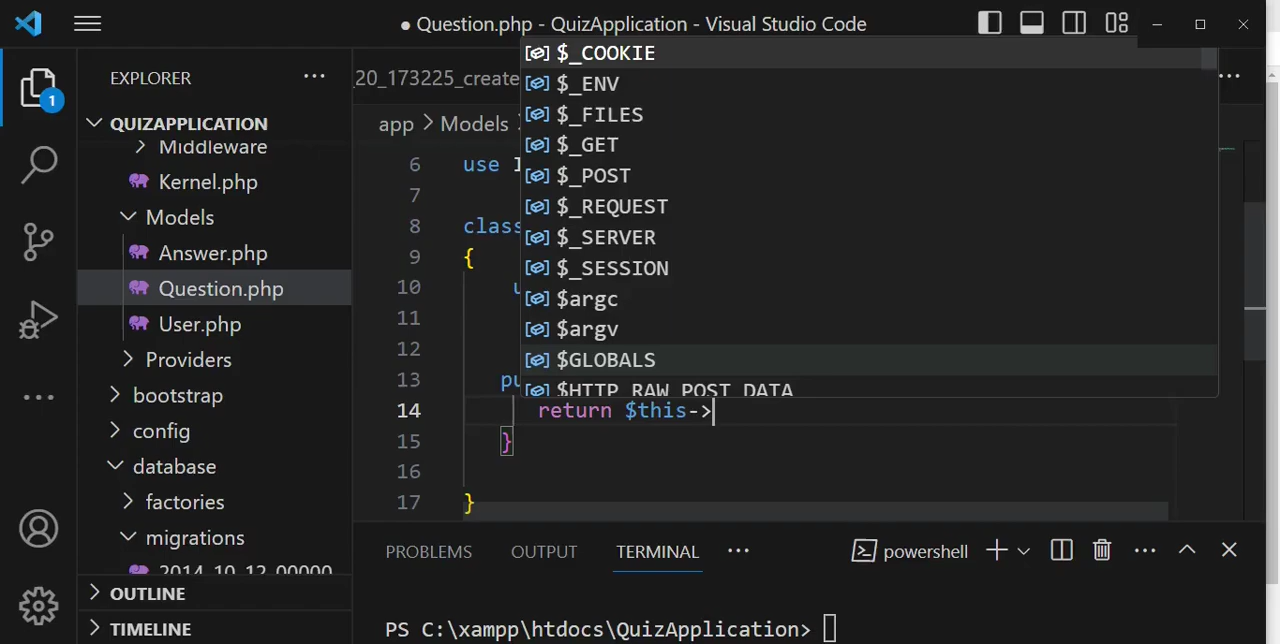 ● Question.php - QuizApplication - Visual Studio Code
EXPLORER
QUIZAPPLICATION
Middleware
Kernel.php
Models
Answer.php
Question.php
User.php
Providers
bootstrap
config
database
factories
migrations
2014_10_12_00000
OUTLINE
TIMELINE
1
20_173225_create
app > Models
6 use
7
8 class
9 {
10
11
12
13 pu
14 return $this->
15 }
16
17 }
$_COOKIE
$_ENV
$_FILES
$_GET
$_POST
$_REQUEST
$_SERVER
$_SESSION
$argc
$argv
$GLOBALS
$HTTP_RAW_POST_DATA
PROBLEMS OUTPUT TERMINAL powershell
PS C:\xampp\htdocs\QuizApplication>